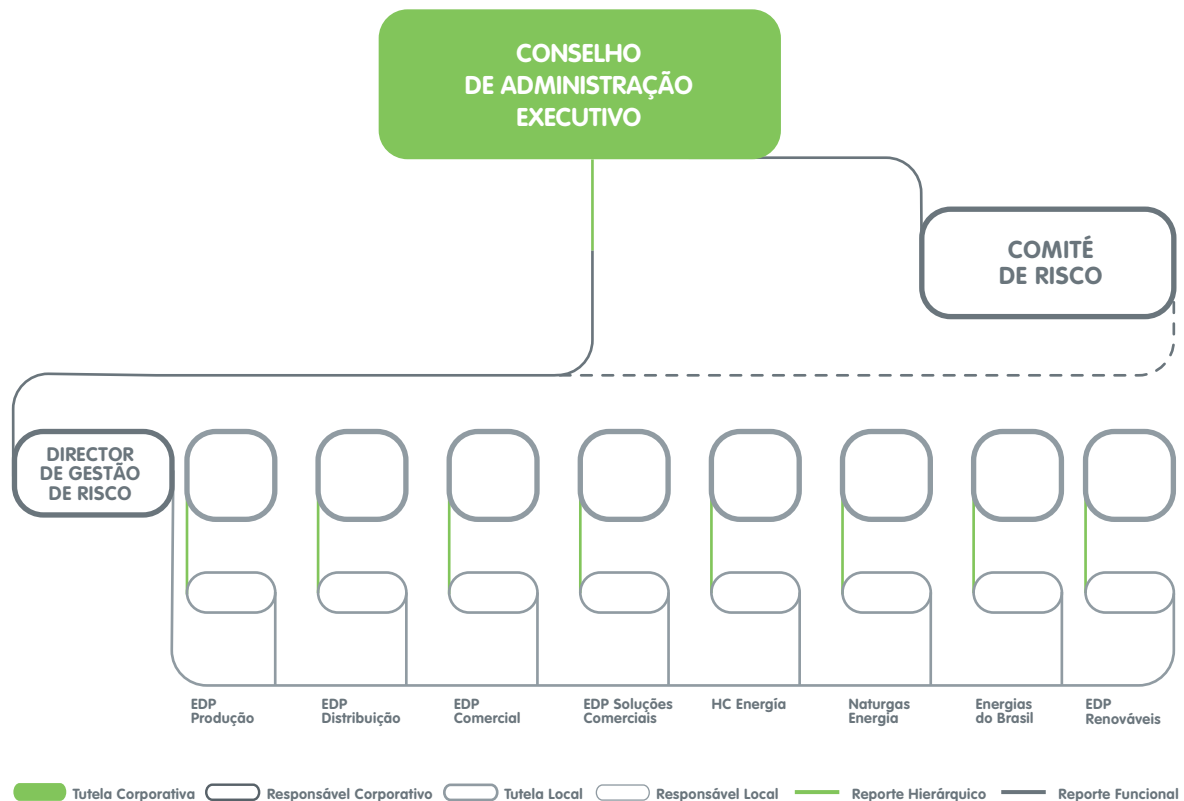 CONSELHO
DE ADMINISTRAÇÃO
EXECUTIVO
COMITÉ
DE RISCO
DIRECTOR
DE GESTÃO
DE RISCO
EDP
Produção
EDP
Distribuição
EDP
Comercial
EDP Soluções
Comerciais
HC Energía
Naturgas
Energía
Energias
do Brasil
EDP
Renováveis
Tutela Corporativa
Responsável Corporativo
Tutela Local
Responsável Local
Reporte Hierárquico
Reporte Funcional